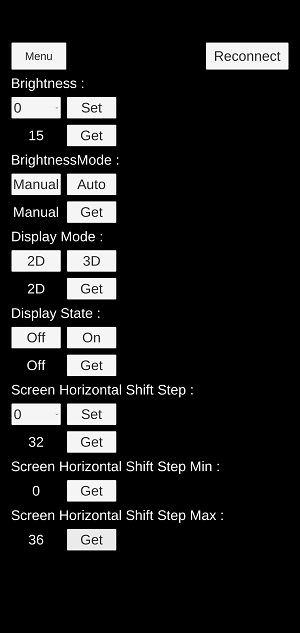 Menu Reconnect
Brightness :
0 Set
15 Get
BrightnessMode :
Manual Auto
Manual Get
Display Mode :
2D 3D
2D Get
Display State :
Off On
Off Get
Screen Horizontal Shift Step :
0 Set
32 Get
Screen Horizontal Shift Step Min :
0 Get
Screen Horizontal Shift Step Max :
36 Get